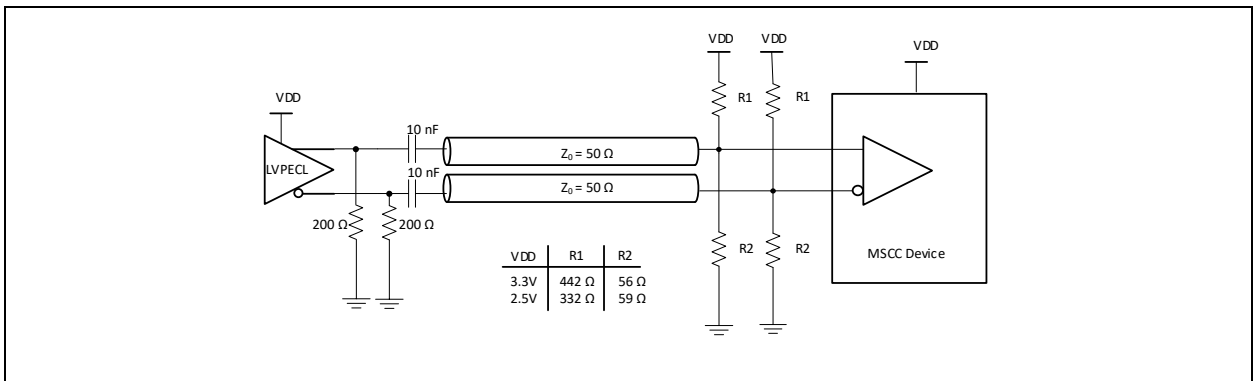 VDD VDD
VDD
R1 R1
VDD
10 nF
Z₀ = 50 Ω
LVPECL
10 nF
Z₀ = 50 Ω
200 Ω 200 Ω
R2 R2
MSCC Device
VDD R1 R2
3.3V 442 Ω 56 Ω
2.5V 332 Ω 59 Ω